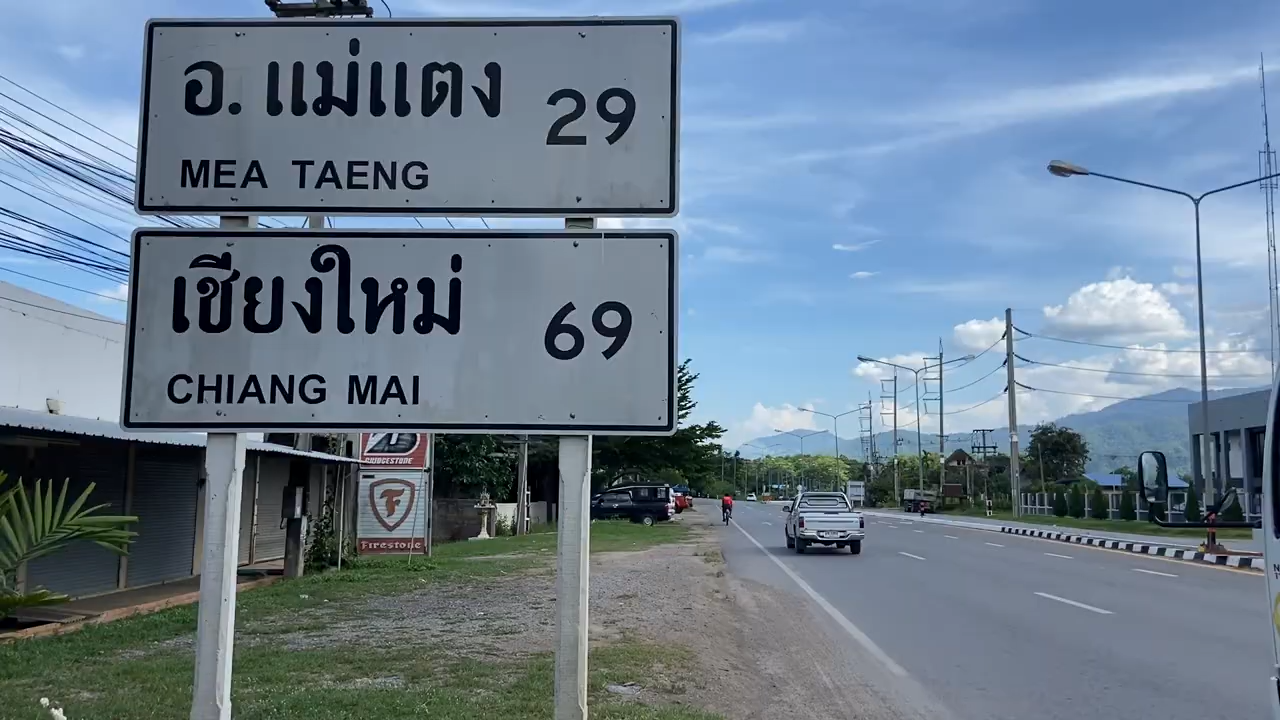 อ. แม่แตง 29
MEA TAENG
เชียงใหม่ 69
CHIANG MAI
BRIDGESTONE
F
Firestone